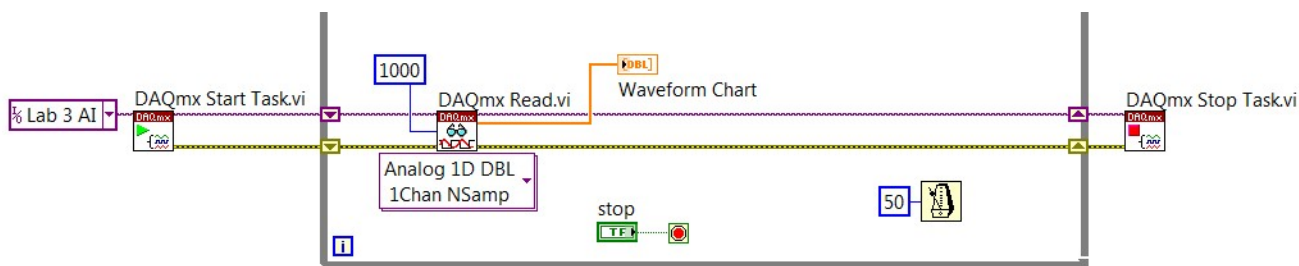 1000
DBL
Waveform Chart
DAQmx Start Task.vi
DAQmx Read.vi
DAQmx Stop Task.vi
I/O Lab 3 AI
DAQmx
DAQmx
DAQmx
Analog 1D DBL
1Chan NSamp
50
stop
TF
i